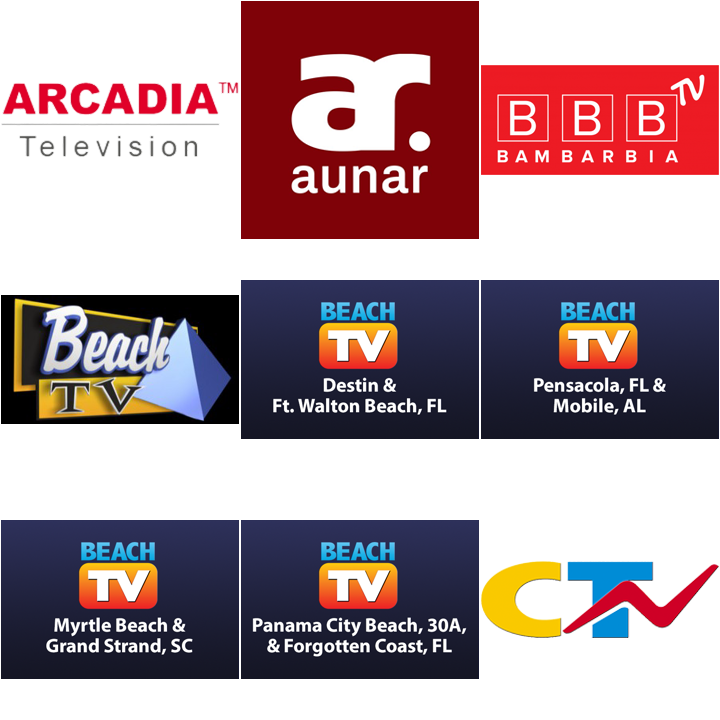 ARCADIA™
Television
ar.
aunar
B B B TV
BAMBARBIA
Beach
TV
BEACH
TV
Destin &
Ft. Walton Beach, FL
BEACH
TV
Pensacola, FL &
Mobile, AL
BEACH
TV
Myrtle Beach &
Grand Strand, SC
BEACH
TV
Panama City Beach, 30A,
& Forgotten Coast, FL
CTV